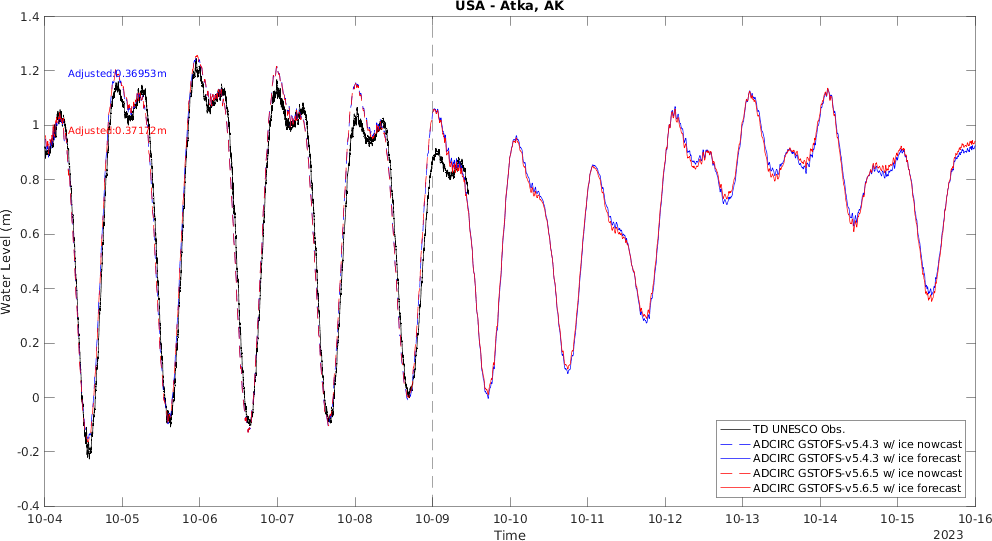 USA - Atka, AK
1.4
1.2
1
0.8
0.6
0.4
0.2
0
-0.2
-0.4
Water Level (m)
Adjusted:0.36953m
Adjusted:0.37172m
TD UNESCO Obs.
ADCIRC GSTOFS-v5.4.3 w/ ice nowcast
ADCIRC GSTOFS-v5.4.3 w/ ice forecast
ADCIRC GSTOFS-v5.6.5 w/ ice nowcast
ADCIRC GSTOFS-v5.6.5 w/ ice forecast
10-04 10-05 10-06 10-07 10-08 10-09 10-10 10-11 10-12 10-13 10-14 10-15 10-16
Time
2023